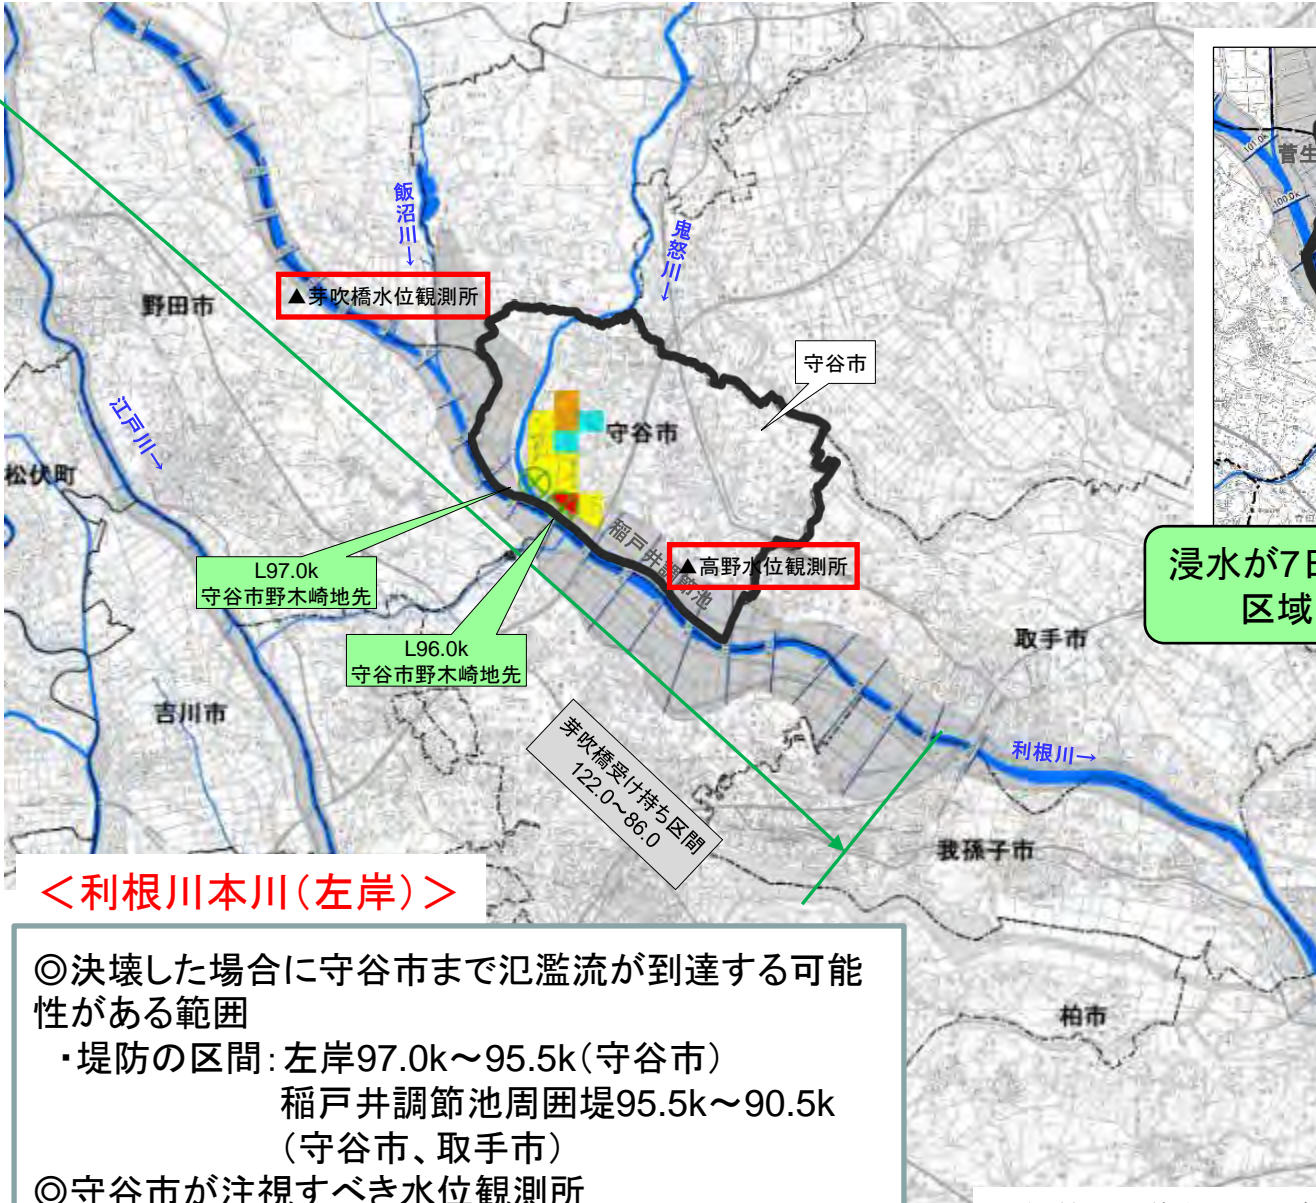 菅生
101.0k
100.0k
飯沼川→
鬼怒川→
▲芽吹橋水位観測所
野田市
守谷市
江戸川→
守谷市
松伏町
稲戸井調節池
▲高野水位観測所
L97.0k
守谷市野木崎地先
浸水が7日
区域
L96.0k
守谷市野木崎地先
取手市
吉川市
芽吹橋受け持ち区間
122.0～86.0
利根川→
我孫子市
＜利根川本川（左岸）＞
柏市
◎決壊した場合に守谷市まで氾濫流が到達する可能
性がある範囲
・堤防の区間：左岸97.0k～95.5k（守谷市）
稲戸井調節池周囲堤95.5k～90.5k
（守谷市、取手市）
◎守谷市が注視すべき水位観測所